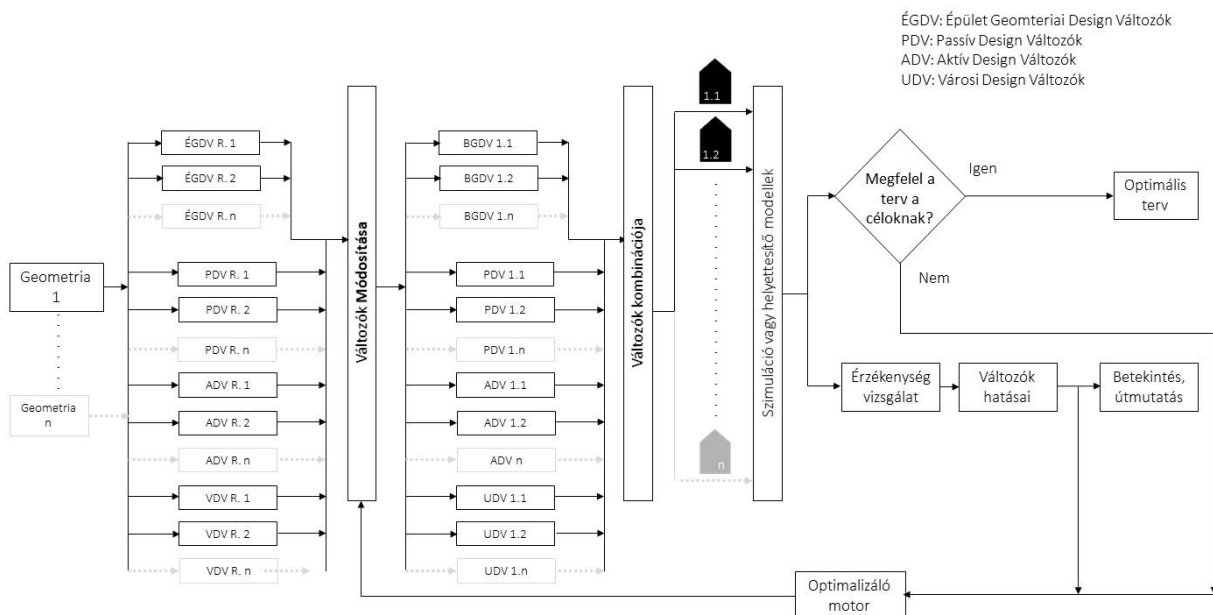 ÉGDV: Épület Geomteriai Design Változók
PDV: Passív Design Változók
ADV: Aktív Design Változók
UDV: Városi Design Változók
Geometria
1
Geometria
n
ÉGDV R. 1
ÉGDV R. 2
ÉGDV R. n
PDV R. 1
PDV R. 2
PDV R. n
ADV R. 1
ADV R. 2
ADV R. n
VDV R. 1
VDV R. 2
VDV R. n
Változók Módosítása
BGDV 1.1
BGDV 1.2
BGDV 1.n
PDV 1.1
PDV 1.2
PDV 1.n
ADV 1.1
ADV 1.2
ADV n
UDV 1.1
UDV 1.2
UDV 1.n
Változók kombinációja
1.1
1.2
n
Szimuláció vagy helyettesítő modellek
Megfelel a
terv a
céloknak?
Igen
Nem
Optimális
terv
Érzékenység
vizsgálat
Változók
hatásai
Betekintés,
útmutatás
Optimalizáló
motor